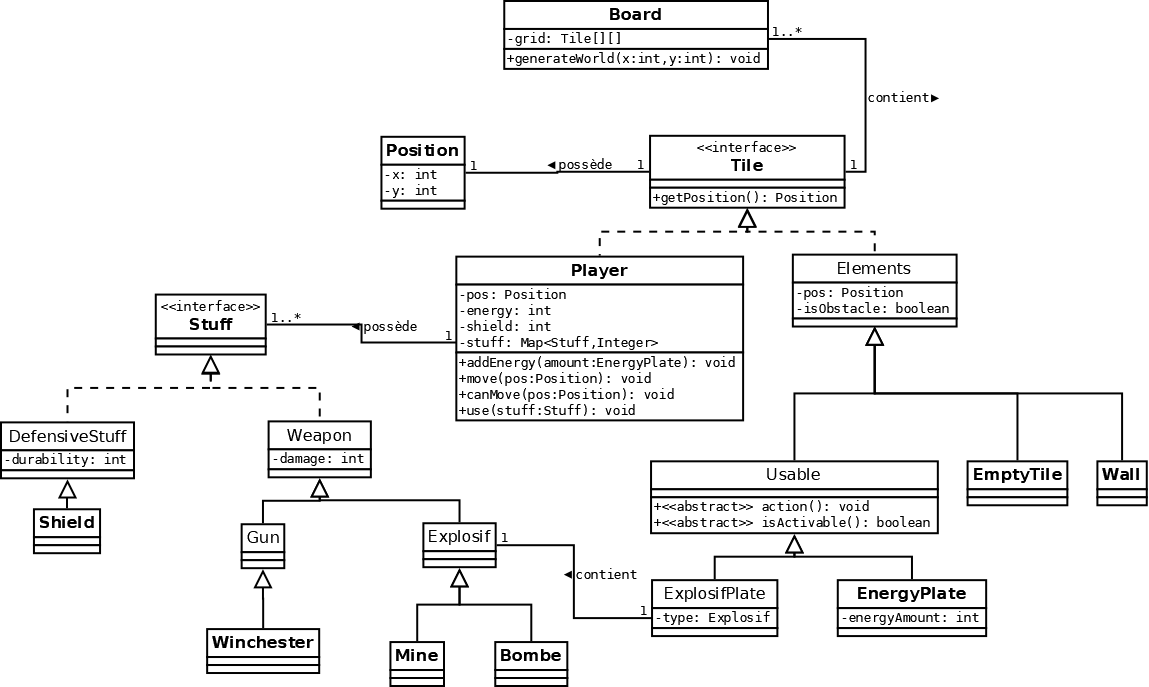 Board
-grid: Tile[][]
+generateWorld(x:int,y:int): void
1..*
contient►
Position
-x: int
-y: int
1
◄possède
1
<<interface>>
Tile
+getPosition(): Position
1
Player
-pos: Position
-energy: int
-shield: int
-stuff: Map<Stuff,Integer>
+addEnergy(amount:EnergyPlate): void
+move(pos:Position): void
+canMove(pos:Position): void
+use(stuff:Stuff): void
Elements
-pos: Position
-isObstacle: boolean
<<interface>>
Stuff
1..*
◄possède
1
DefensiveStuff
-durability: int
Weapon
-damage: int
Shield
Gun
Explosif
1
◄contient
1
Winchester
Mine
Bombe
Usable
+<<abstract>> action(): void
+<<abstract>> isActivable(): boolean
EmptyTile
Wall
ExplosifPlate
-type: Explosif
EnergyPlate
-energyAmount: int